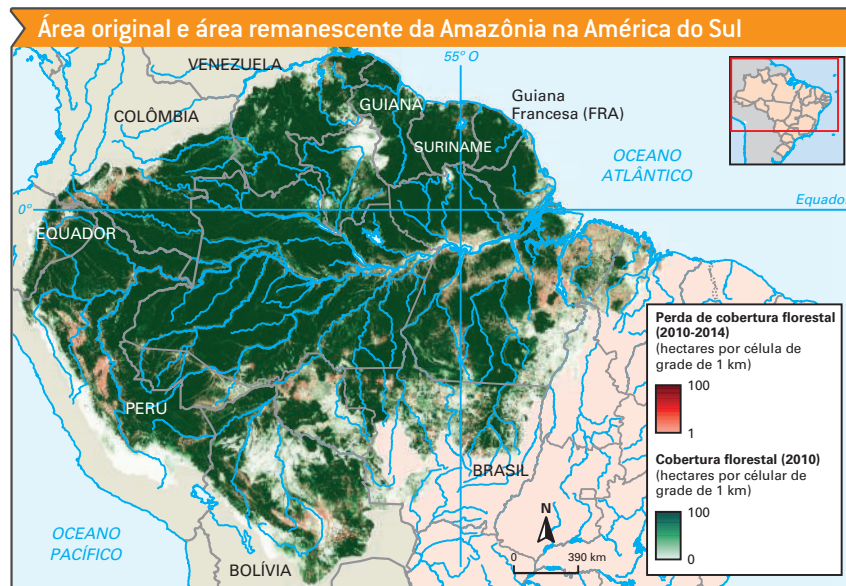 Área original e área remanescente da Amazônia na América do Sul
VENEZUELA
55° O
COLÔMBIA
GUIANA
Guiana
Francesa (FRA)
SURINAME
OCEANO
ATLÂNTICO
0°
Equador
EQUADOR
PERU
BRASIL
BOLÍVIA
OCEANO
PACÍFICO
N
0 390 km
Perda de cobertura florestal
(2010-2014)
(hectares por célula de
grade de 1 km)
100
1
Cobertura florestal (2010)
(hectares por célular de
grade de 1 km)
100
0